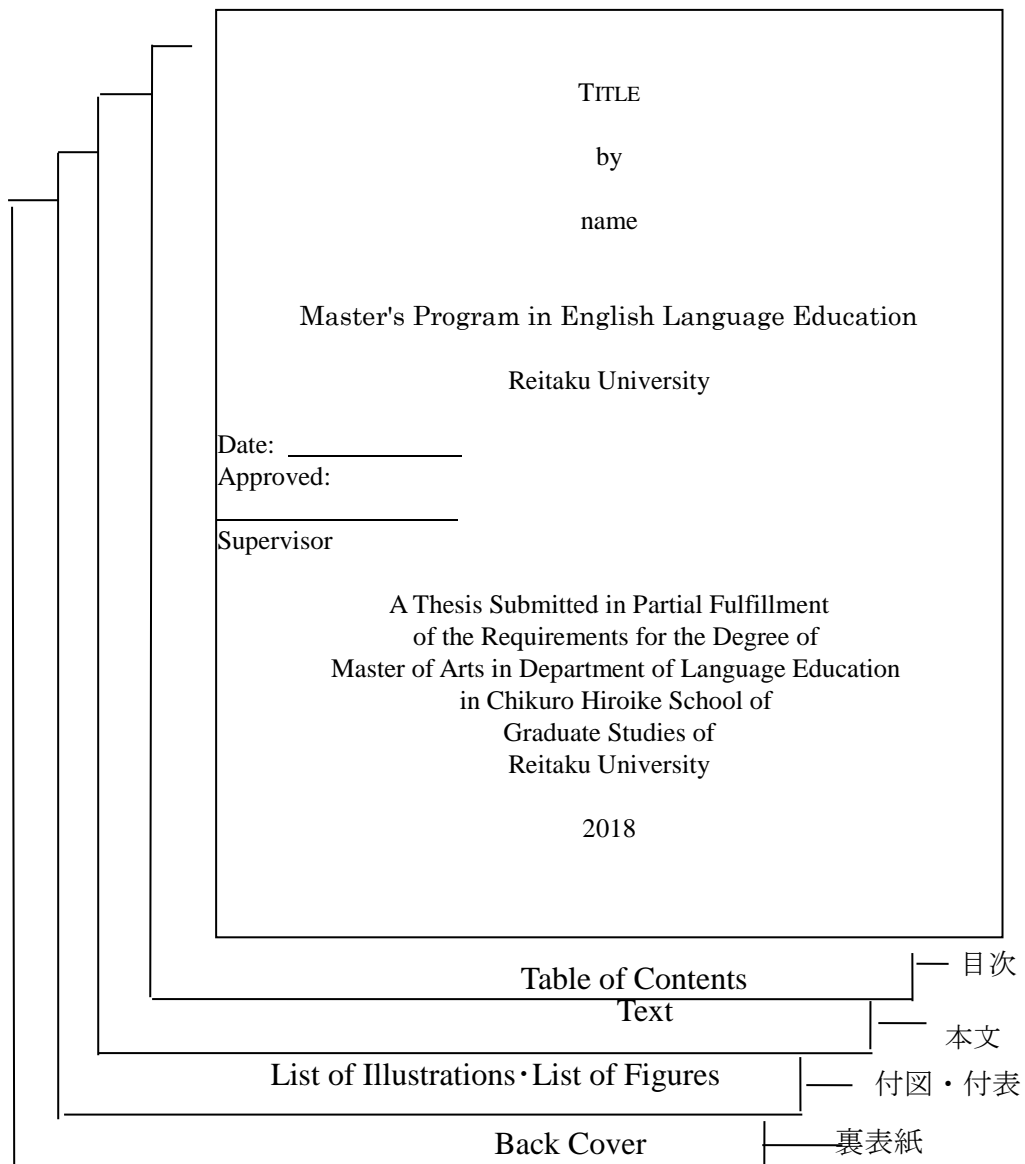 TITLE
by
name
Master's Program in English Language Education
Reitaku University
Date:
Approved:
Supervisor
A Thesis Submitted in Partial Fulfillment
of the Requirements for the Degree of
Master of Arts in Department of Language Education
in Chikuro Hiroike School of
Graduate Studies of
Reitaku University
2018
Table of Contents 目次
Text 本文
List of Illustrations・List of Figures 付図・付表
Back Cover 裏表紙